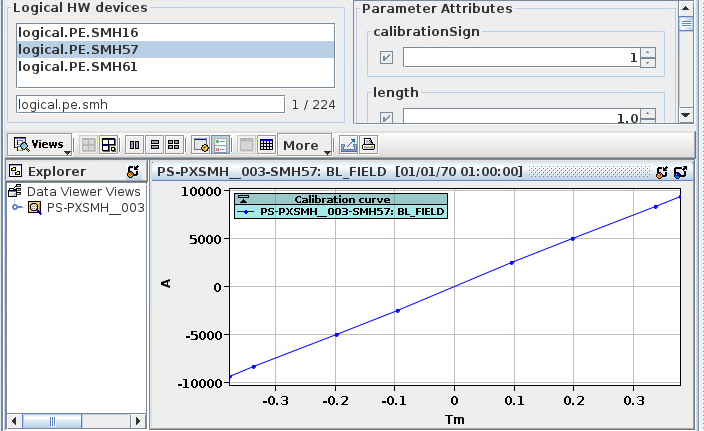 Logical HW devices
logical.PE.SMH16
logical.PE.SMH57
logical.PE.SMH61
logical.pe.smh
1 / 224
Parameter Attributes
calibrationSign
1
length
1.0
Views
More
Explorer
Data Viewer Views
PS-PXSMH__003
PS-PXSMH__003-SMH57: BL_FIELD [01/01/70 01:00:00]
Calibration curve
PS-PXSMH__003-SMH57: BL_FIELD
A
10000
5000
0
-5000
-10000
-0.3 -0.2 -0.1 0 0.1 0.2 0.3
Tm